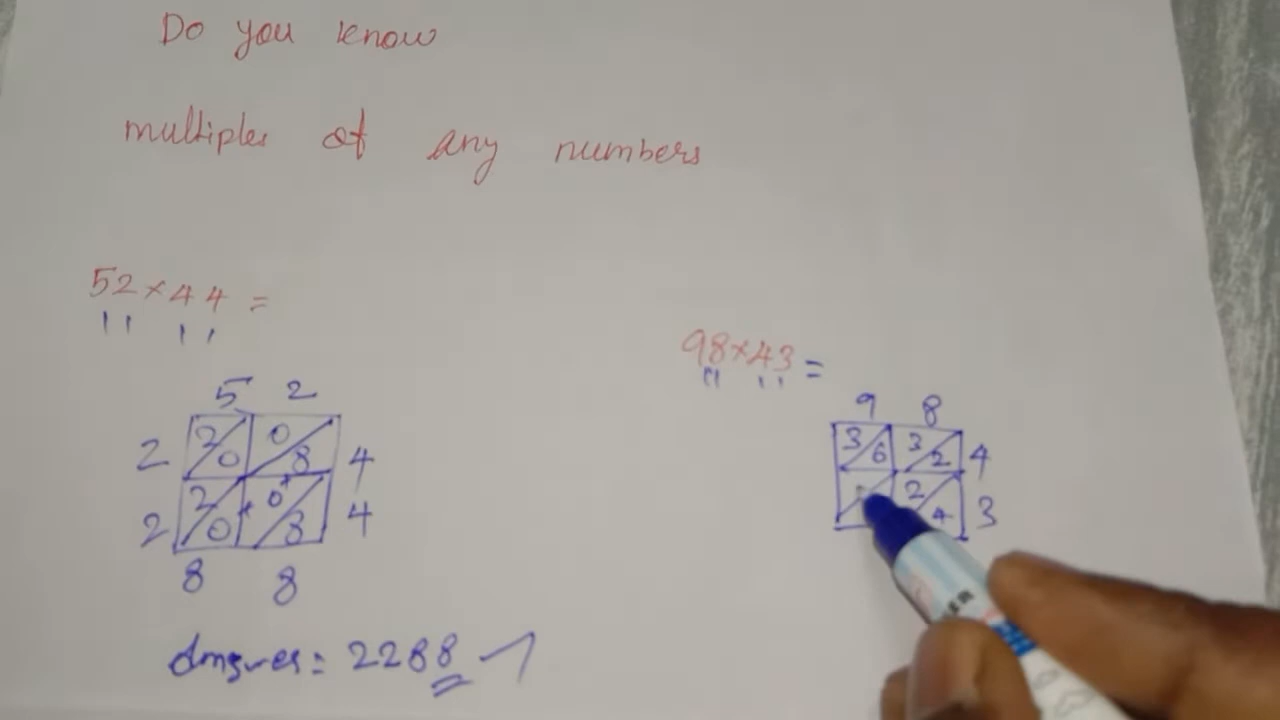 Do you know
multiples of any numbers
52×44 =
5 2
2 2 0 0 8 4
2 2 0 0 8 4
8 8
dmgwes: 2288
98×43 =
9 8
3 6 3 2 4
2 4 3